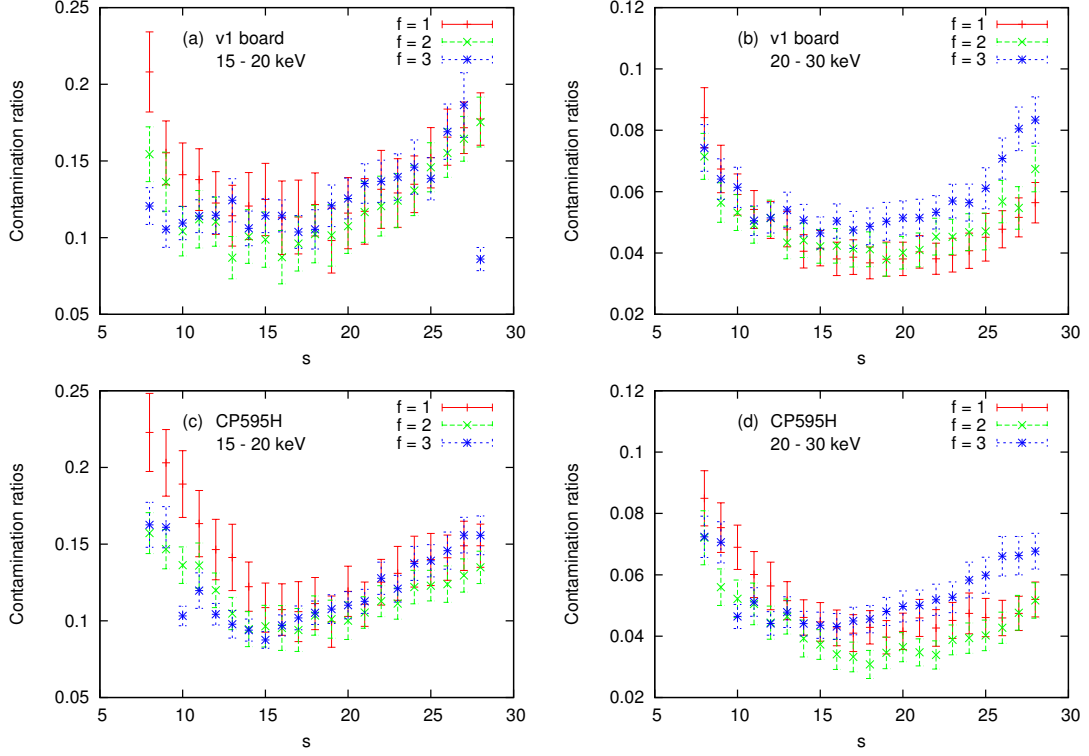 0.25
0.2
0.15
0.1
0.05
5 10 15 20 25 30
s
Contamination ratios
(a) v1 board
15 - 20 keV
f = 1
f = 2
f = 3
0.12
0.1
0.08
0.06
0.04
0.02
5 10 15 20 25 30
s
Contamination ratios
(b) v1 board
20 - 30 keV
f = 1
f = 2
f = 3
0.25
0.2
0.15
0.1
0.05
5 10 15 20 25 30
s
Contamination ratios
(c) CP595H
15 - 20 keV
f = 1
f = 2
f = 3
0.12
0.1
0.08
0.06
0.04
0.02
5 10 15 20 25 30
s
Contamination ratios
(d) CP595H
20 - 30 keV
f = 1
f = 2
f = 3